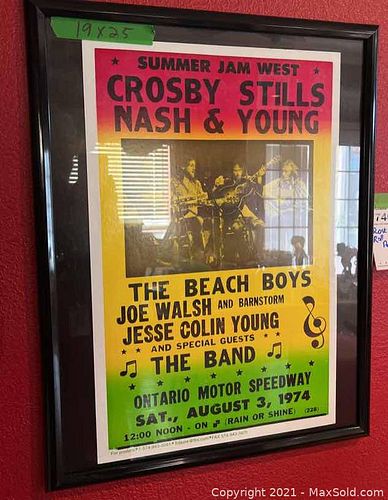 19 x 25
★ SUMMER JAM WEST ★
CROSBY STILLS
NASH & YOUNG
THE BEACH BOYS
JOE WALSH AND BARNSTORM
JESSE COLIN YOUNG
AND SPECIAL GUESTS
THE BAND
ONTARIO MOTOR SPEEDWAY
SAT., AUGUST 3, 1974
12:00 NOON - ON (RAIN OR SHINE) (228)
Copyright © 2021 - MaxSold.com